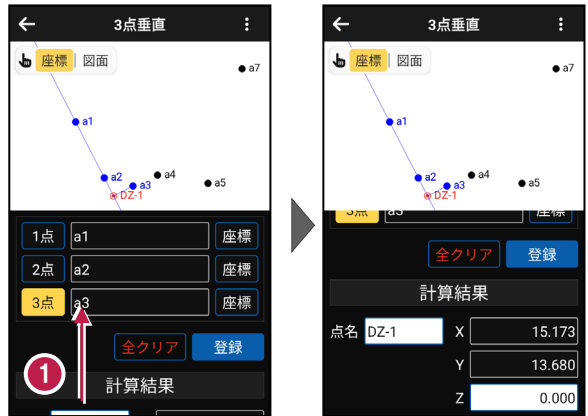 3点垂直
座標 図面
a7
a1
a2
a4
a3
a5
DZ-1
1点 a1 座標
2点 a2 座標
3点 a3 座標
全クリア 登録
1
計算結果
3点垂直
座標 図面
a7
a1
a2
a4
a3
a5
DZ-1
3点 a3 座標
全クリア 登録
計算結果
点名 DZ-1 X 15.173
Y 13.680
Z 0.000